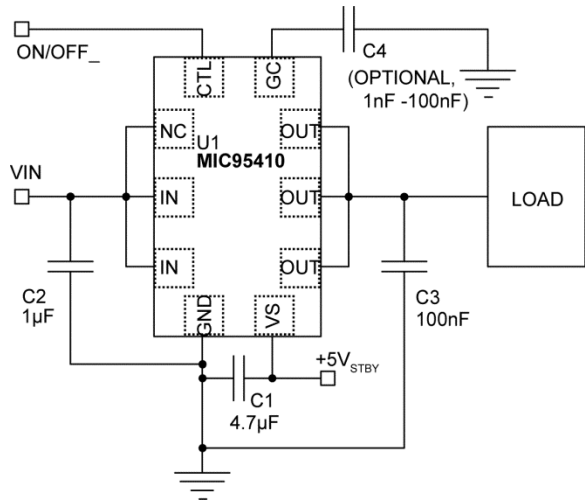 ON/OFF_
CTL
GC
C4
(OPTIONAL,
1nF -100nF)
NC
U1
OUT
MIC95410
VIN
IN
OUT
LOAD
IN
OUT
C2
1µF
GND
VS
C3
100nF
+5VSTBY
C1
4.7µF